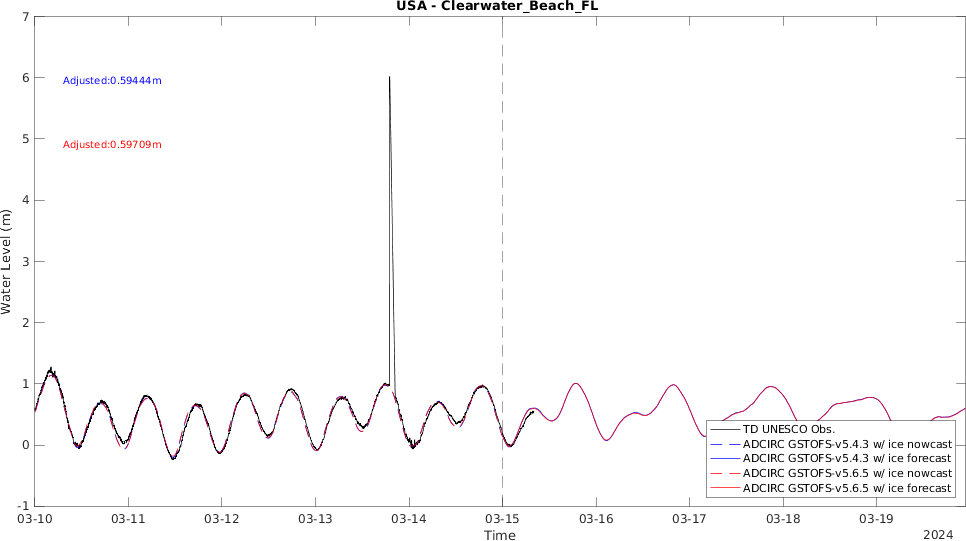 USA - Clearwater_Beach_FL
7
6
5
4
3
2
1
0
-1
Water Level (m)
Adjusted:0.59444m
Adjusted:0.59709m
TD UNESCO Obs.
ADCIRC GSTOFS-v5.4.3 w/ ice nowcast
ADCIRC GSTOFS-v5.4.3 w/ ice forecast
ADCIRC GSTOFS-v5.6.5 w/ ice nowcast
ADCIRC GSTOFS-v5.6.5 w/ ice forecast
03-10 03-11 03-12 03-13 03-14 03-15 03-16 03-17 03-18 03-19
Time
2024